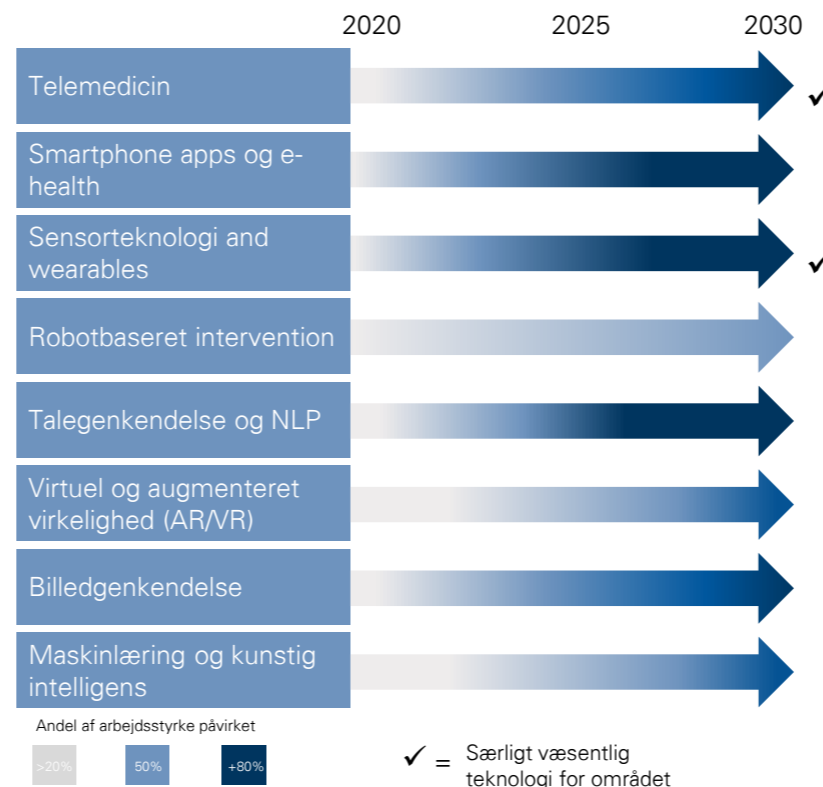 2020 2025 2030
Telemedicin
✓
Smartphone apps og e-
health
Sensorteknologi and
wearables
✓
Robotbaseret intervention
Talegenkendelse og NLP
Virtuel og augmenteret
virkelighed (AR/VR)
Billedgenkendelse
Maskinlæring og kunstig
intelligens
Andel af arbejdsstyrke påvirket
>20% 50% +80%
✓ = Særligt væsentlig
teknologi for området